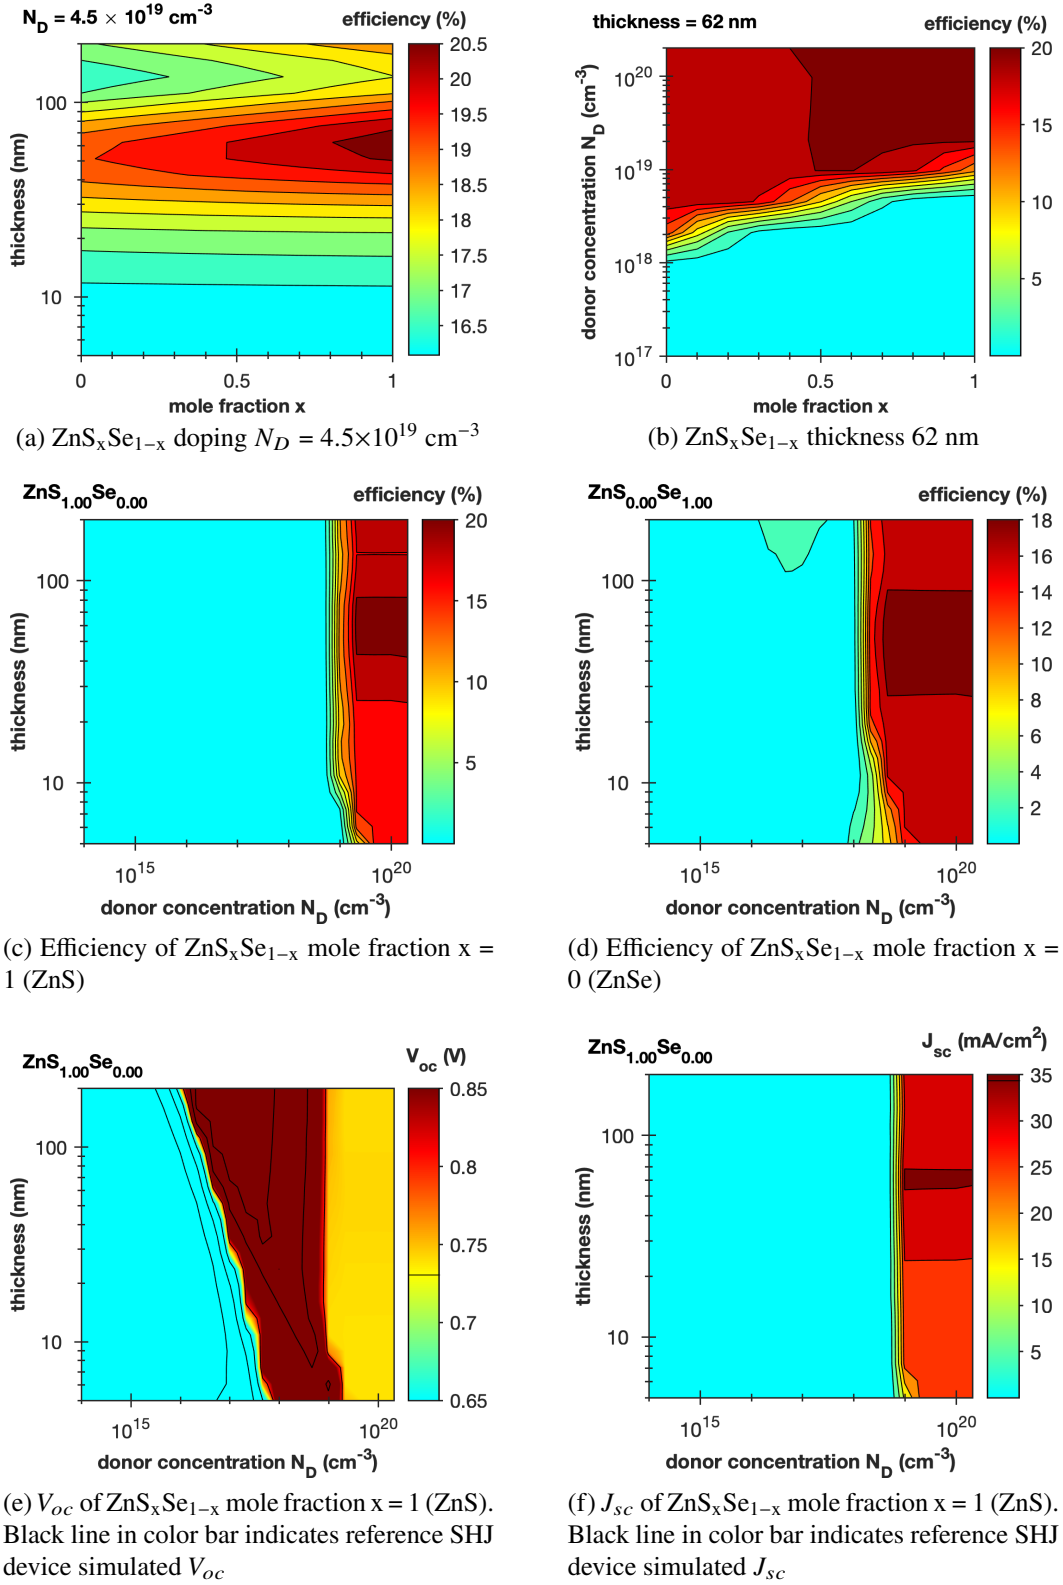 N_D = 4.5 × 10^19 cm^-3
efficiency (%)
20.5
20
19.5
19
18.5
18
17.5
17
16.5
100
10
thickness (nm)
0
0.5
1
mole fraction x
(a) ZnS_xSe_1−x doping N_D = 4.5×10^19 cm^−3
thickness = 62 nm
efficiency (%)
20
15
10
5
10^20
10^19
10^18
10^17
donor concentration N_D (cm^-3)
0
0.5
1
mole fraction x
(b) ZnS_xSe_1−x thickness 62 nm
ZnS_1.00Se_0.00
efficiency (%)
20
15
10
5
100
10
thickness (nm)
10^15
10^20
donor concentration N_D (cm^-3)
(c) Efficiency of ZnS_xSe_1−x mole fraction x =
1 (ZnS)
ZnS_0.00Se_1.00
efficiency (%)
18
16
14
12
10
8
6
4
2
100
10
thickness (nm)
10^15
10^20
donor concentration N_D (cm^-3)
(d) Efficiency of ZnS_xSe_1−x mole fraction x =
0 (ZnSe)
ZnS_1.00Se_0.00
V_oc (V)
0.85
0.8
0.75
0.7
0.65
100
10
thickness (nm)
10^15
10^20
donor concentration N_D (cm^-3)
(e) V_oc of ZnS_xSe_1−x mole fraction x = 1 (ZnS).
Black line in color bar indicates reference SHJ
device simulated V_oc
ZnS_1.00Se_0.00
J_sc (mA/cm^2)
35
30
25
20
15
10
5
100
10
thickness (nm)
10^15
10^20
donor concentration N_D (cm^-3)
(f) J_sc of ZnS_xSe_1−x mole fraction x = 1 (ZnS).
Black line in color bar indicates reference SHJ
device simulated J_sc